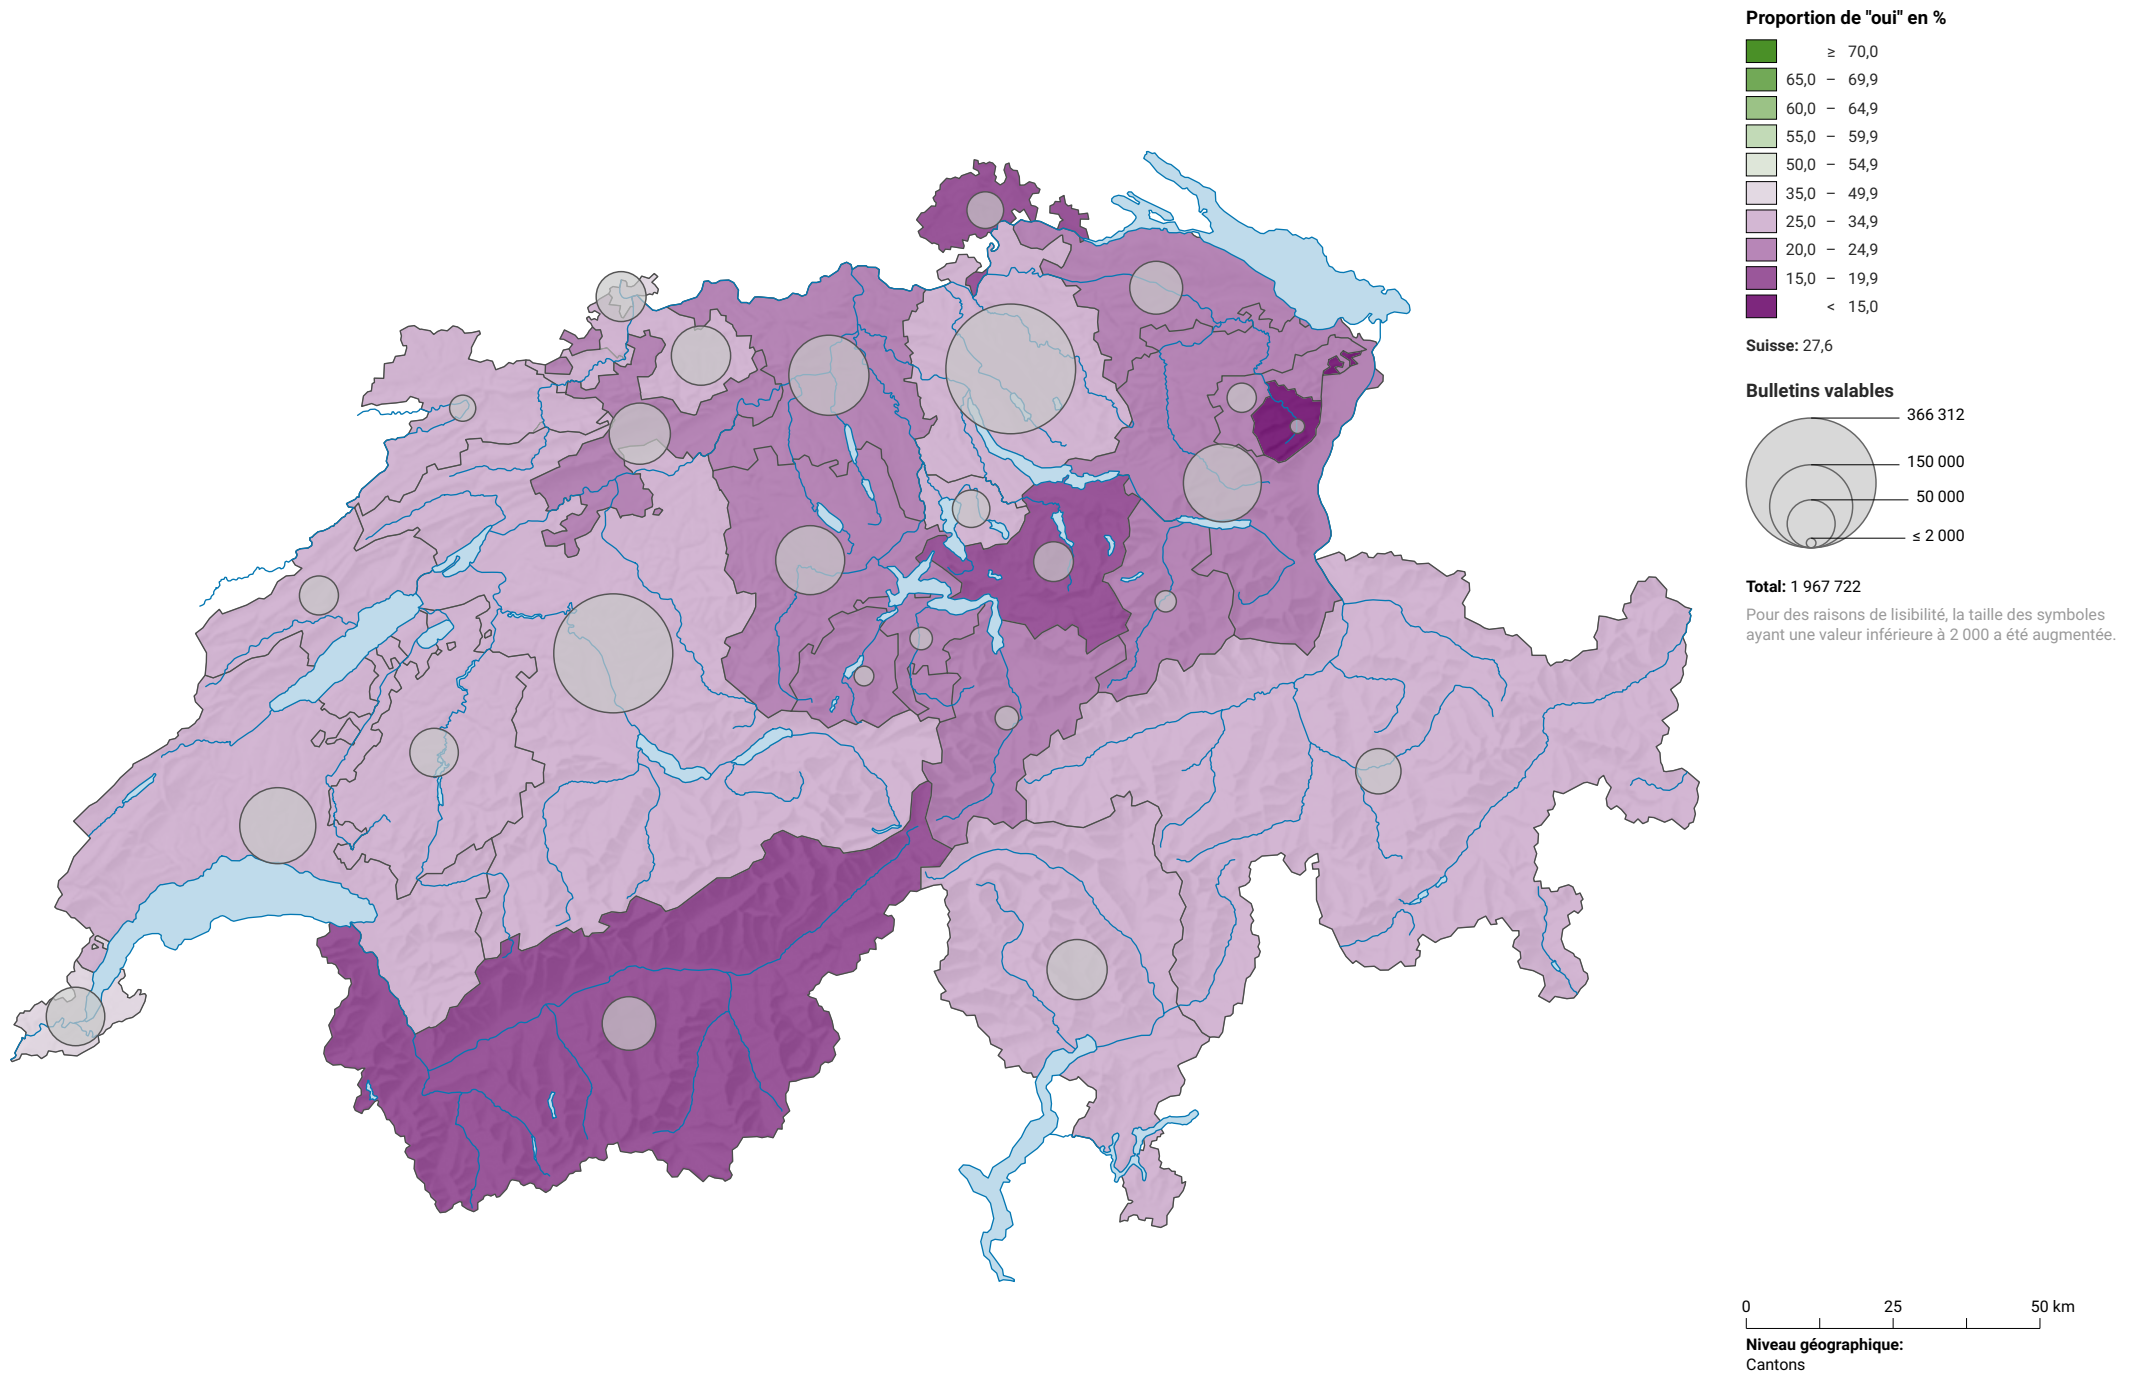 Proportion de "oui" en %
≥ 70,0
65,0 – 69,9
60,0 – 64,9
55,0 – 59,9
50,0 – 54,9
35,0 – 49,9
25,0 – 34,9
20,0 – 24,9
15,0 – 19,9
< 15,0
Suisse: 27,6
Bulletins valables
366 312
150 000
50 000
≤ 2 000
Total: 1 967 722
Pour des raisons de lisibilité, la taille des symboles
ayant une valeur inférieure à 2 000 a été augmentée.
0 25 50 km
Niveau géographique:
Cantons